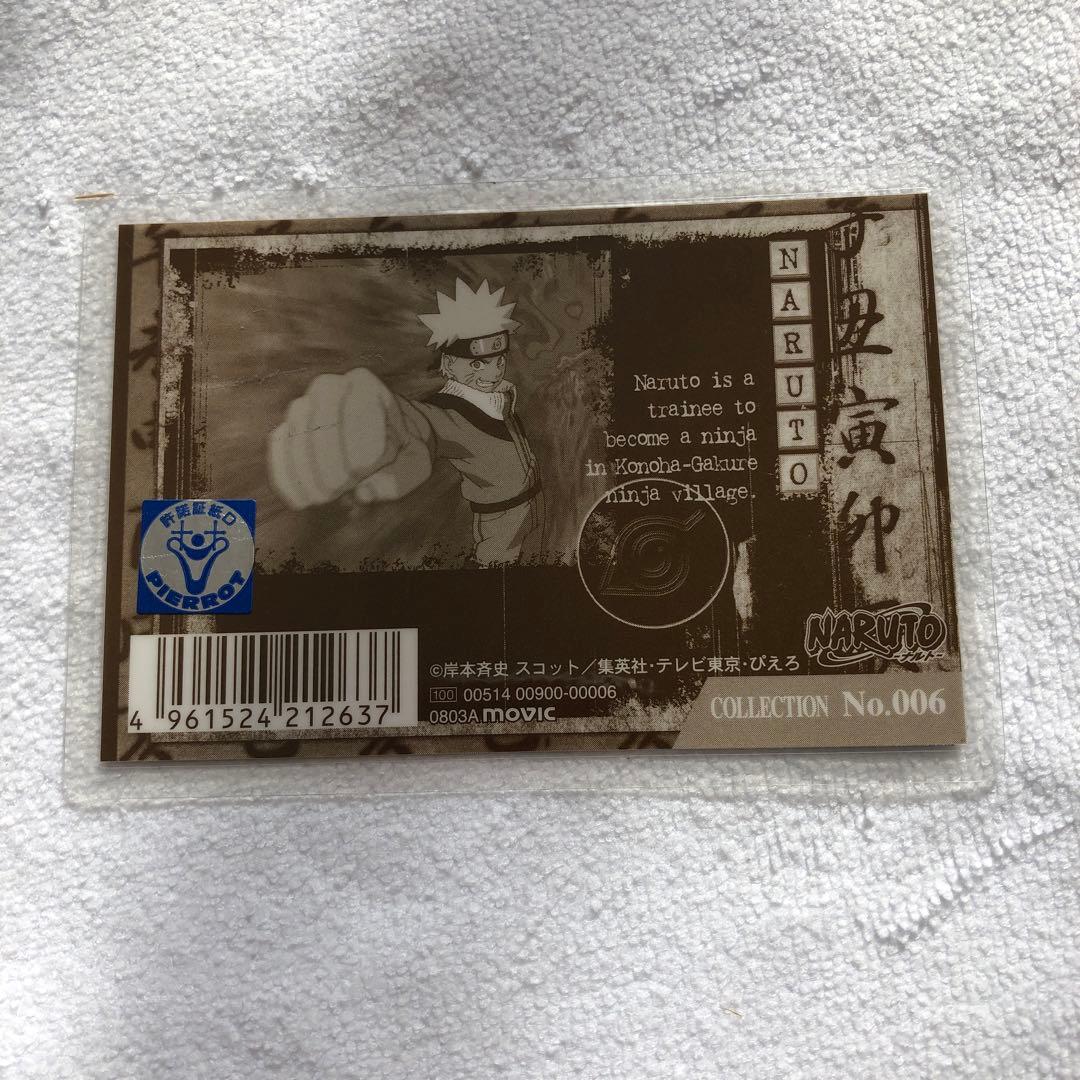 NARUTO
Naruto is a
trainee to
become a ninja
in Konoha-Gakure
ninja village.
丑寅卯
許諾証紙
PIERROT
4 961524 212637
©岸本斉史 スコット／集英社・テレビ東京・ぴえろ
100 00514 00900-00006
0803A movic
NARUTO
ナルト
COLLECTION No.006